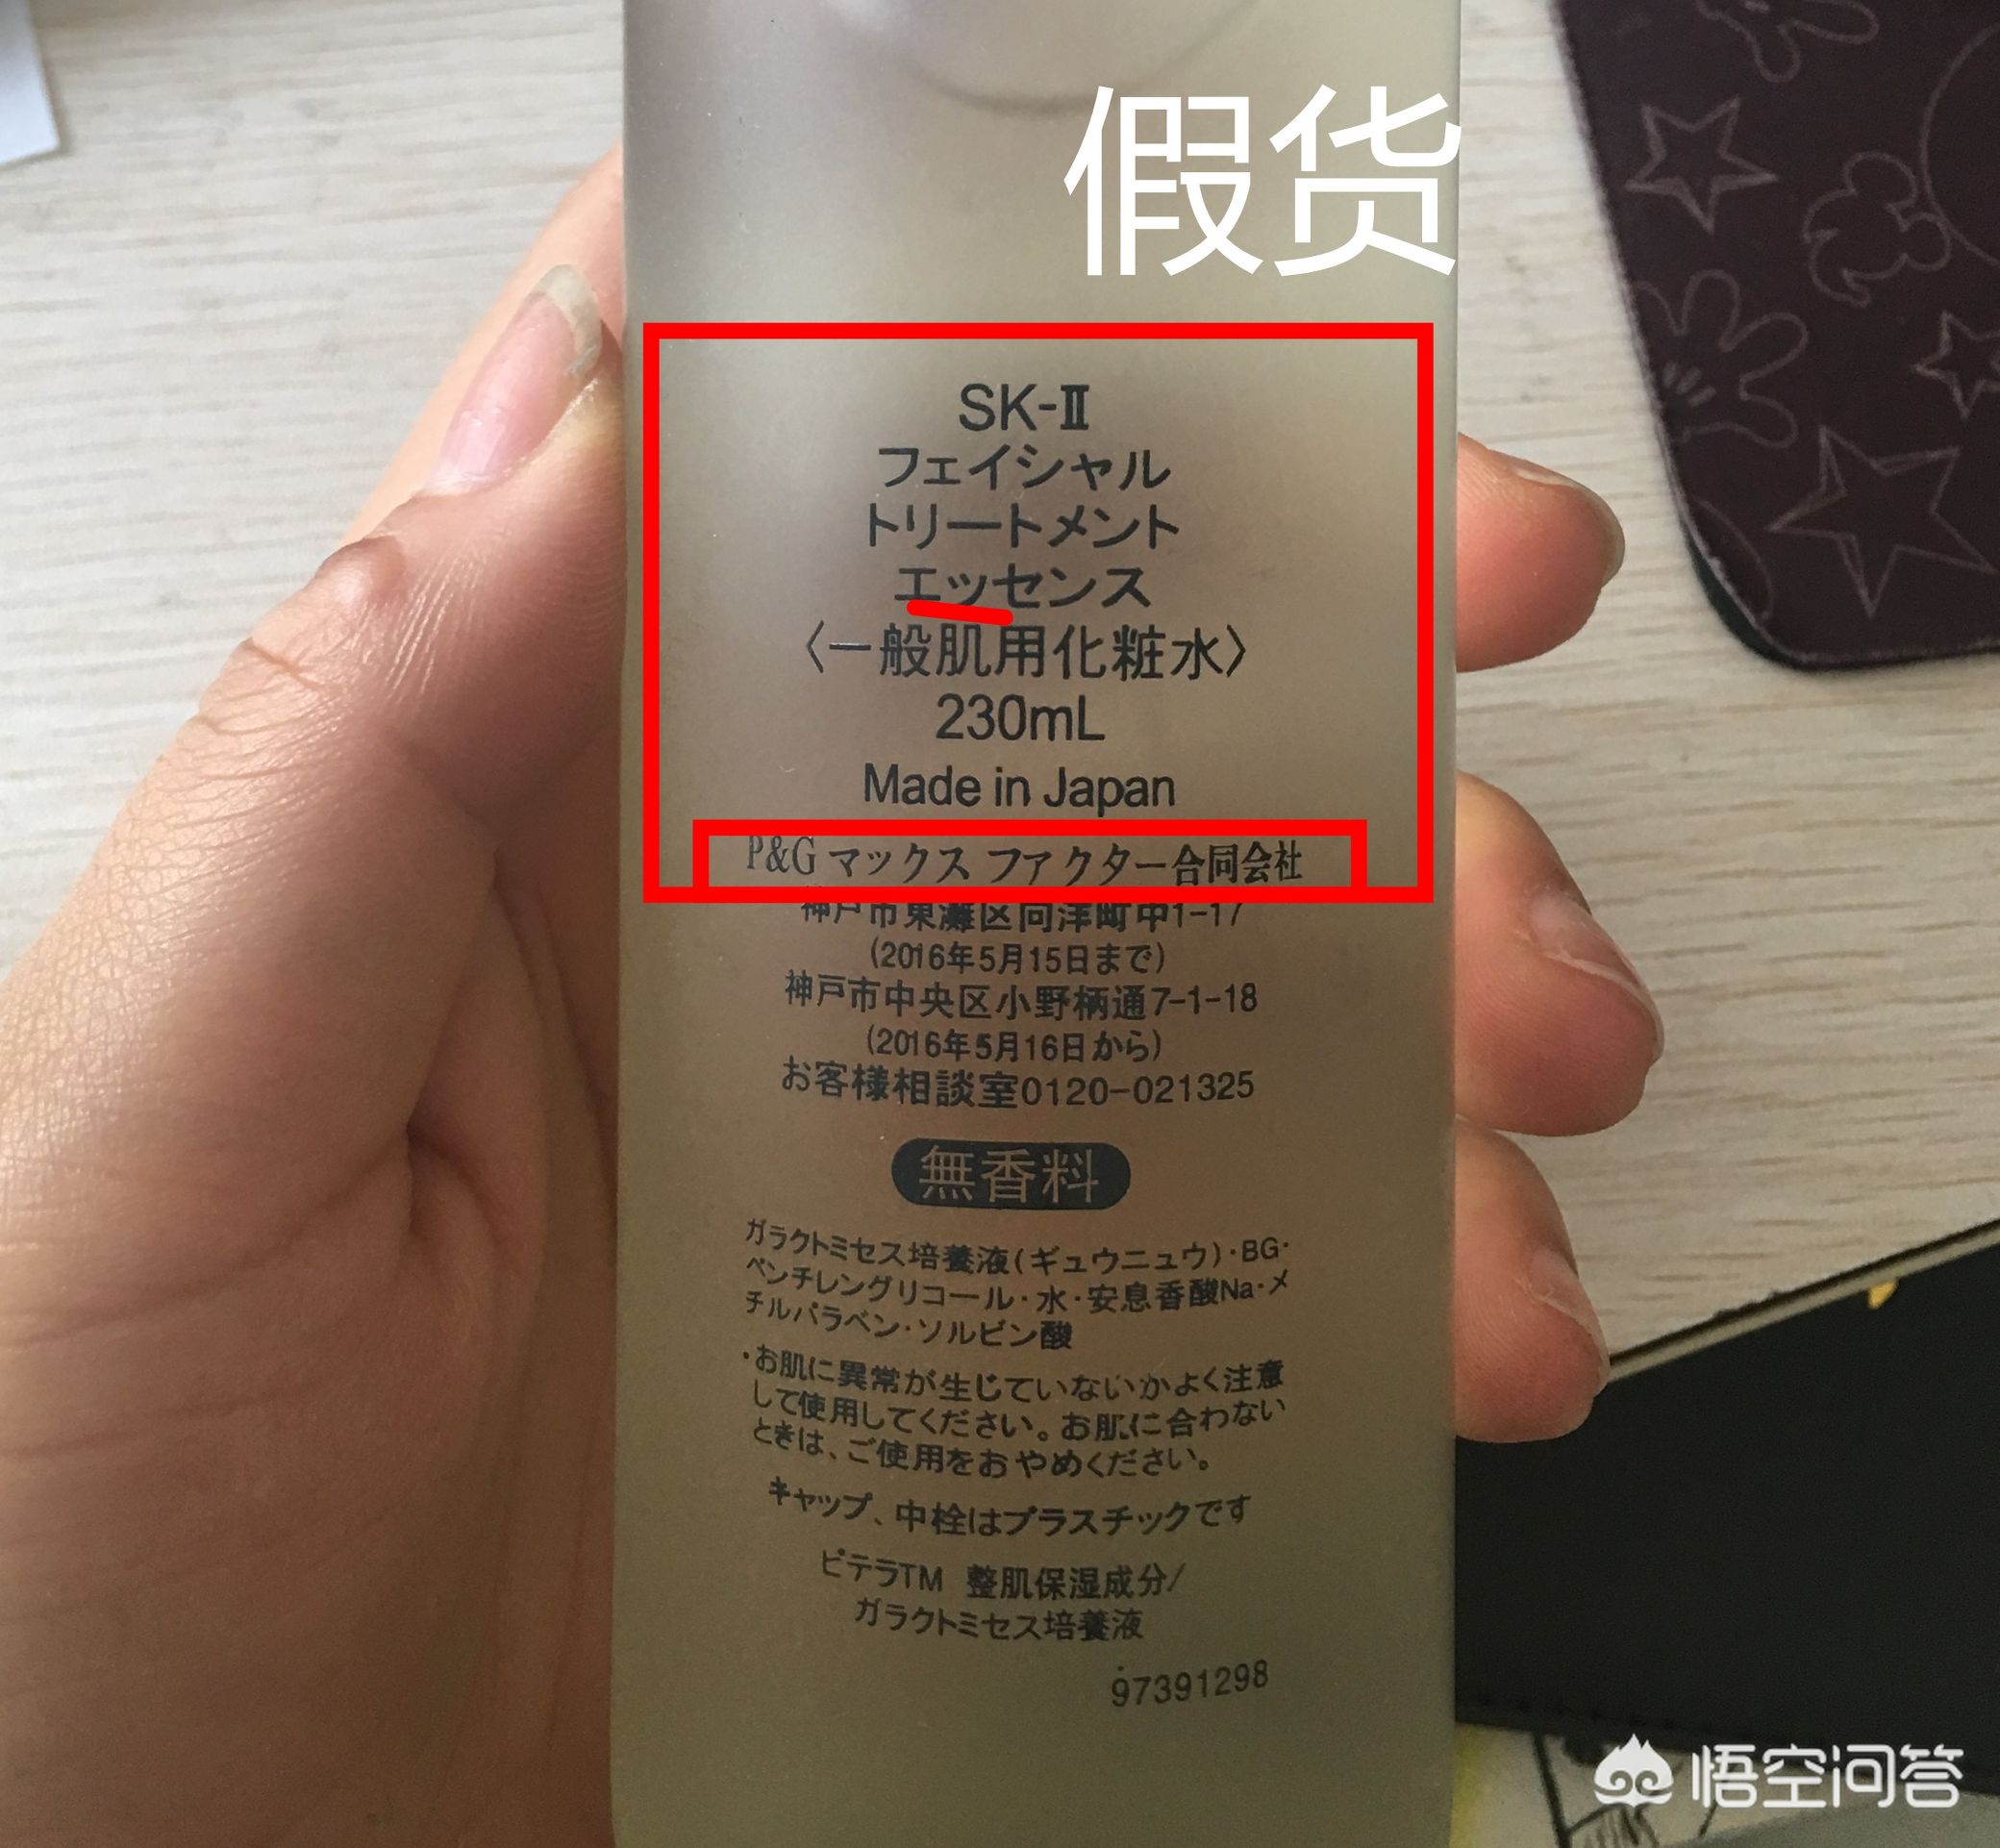 假货
SK-Ⅱ
フェイシャル
トリートメント
エッセンス
〈一般肌用化粧水〉
230mL
Made in Japan
P&G マックス ファクター合同会社
神戸市東灘区向洋町中1-17
(2016年5月15日まで)
神戸市中央区小野柄通7-1-18
(2016年5月16日から)
お客様相談室0120-021325
無香料
ガラクトミセス培養液(ギュウニュウ)·BG·
ペンチレングリコール·水·安息香酸Na·メ
チルパラベン·ソルビン酸
·お肌に異常が生じていないかよく注意
して使用してください。お肌に合わない
ときは、ご使用をおやめください。
キャップ、中栓はプラスチックです
ピテラTM 整肌保湿成分/
ガラクトミセス培養液
97391298
悟空问答